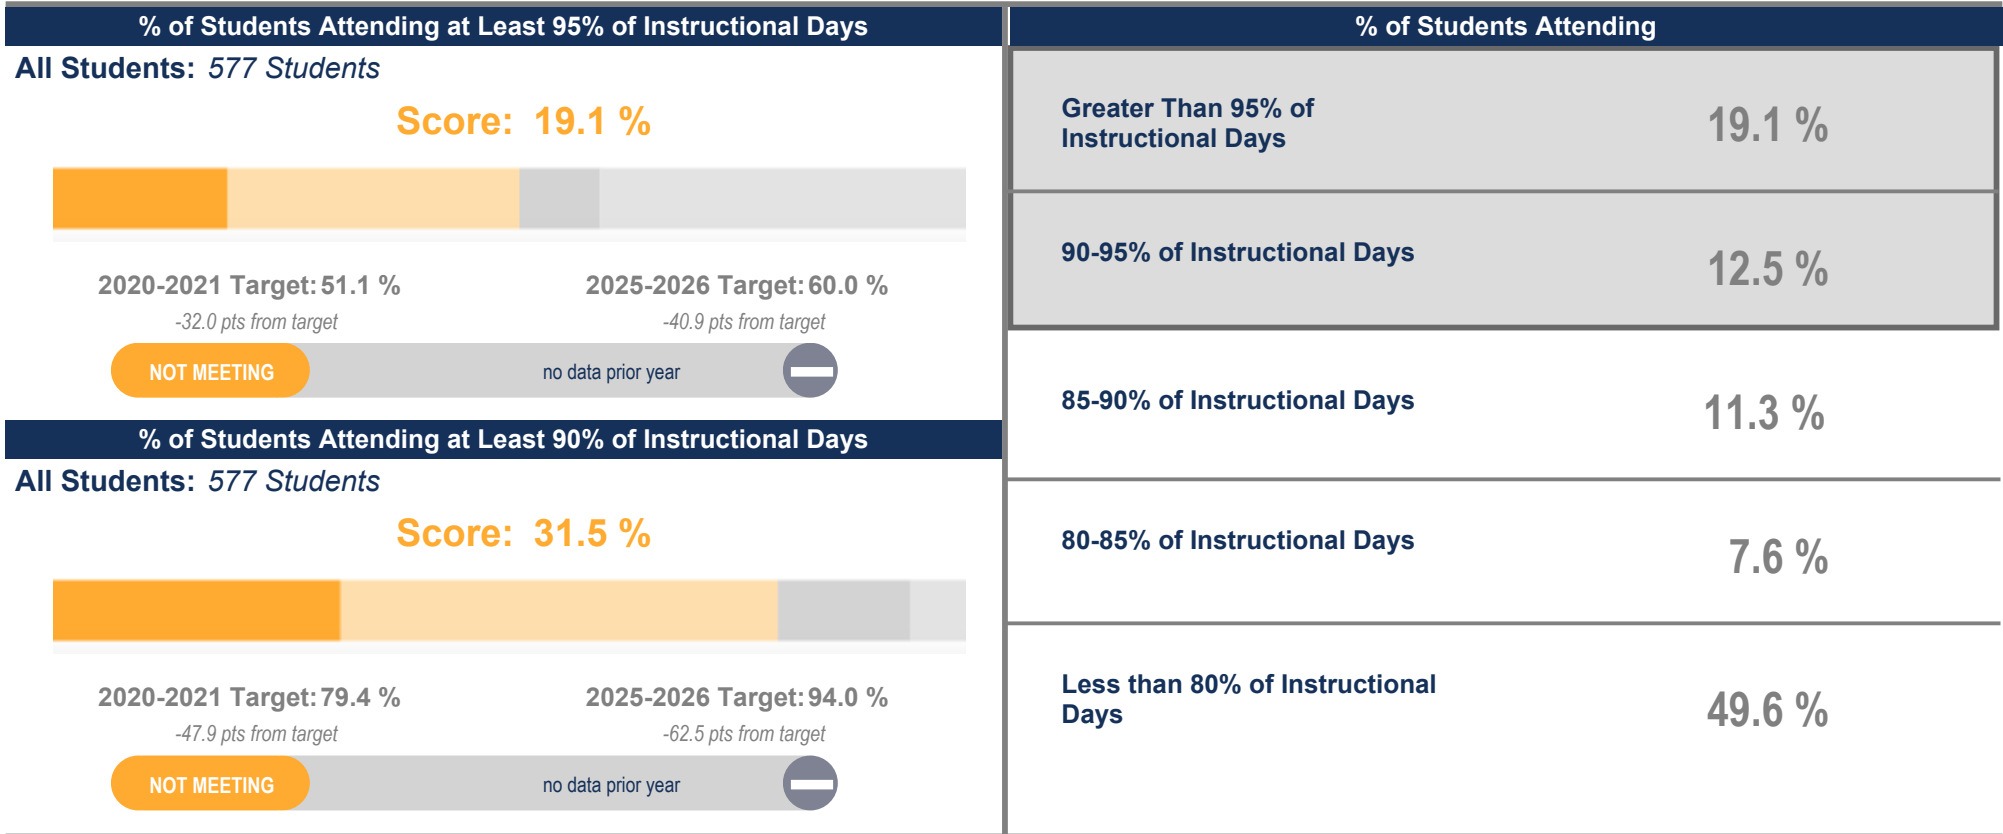 % of Students Attending at Least 95% of Instructional Days
All Students: 577 Students
Score: 19.1 %
2020-2021 Target: 51.1 %
2025-2026 Target: 60.0 %
-32.0 pts from target
-40.9 pts from target
NOT MEETING
no data prior year
% of Students Attending at Least 90% of Instructional Days
All Students: 577 Students
Score: 31.5 %
2020-2021 Target: 79.4 %
2025-2026 Target: 94.0 %
-47.9 pts from target
-62.5 pts from target
NOT MEETING
no data prior year
% of Students Attending
Greater Than 95% of
Instructional Days
19.1 %
90-95% of Instructional Days
12.5 %
85-90% of Instructional Days
11.3 %
80-85% of Instructional Days
7.6 %
Less than 80% of Instructional
Days
49.6 %